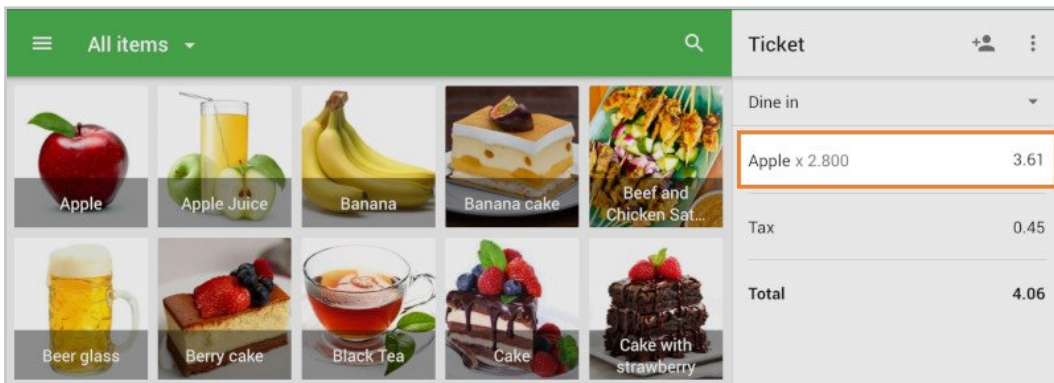 All items
Ticket
Dine in
Apple x 2.800 3.61
Tax 0.45
Total 4.06
Apple
Apple Juice
Banana
Banana cake
Beef and
Chicken Sat...
Beer glass
Berry cake
Black Tea
Cake
Cake with
strawberry